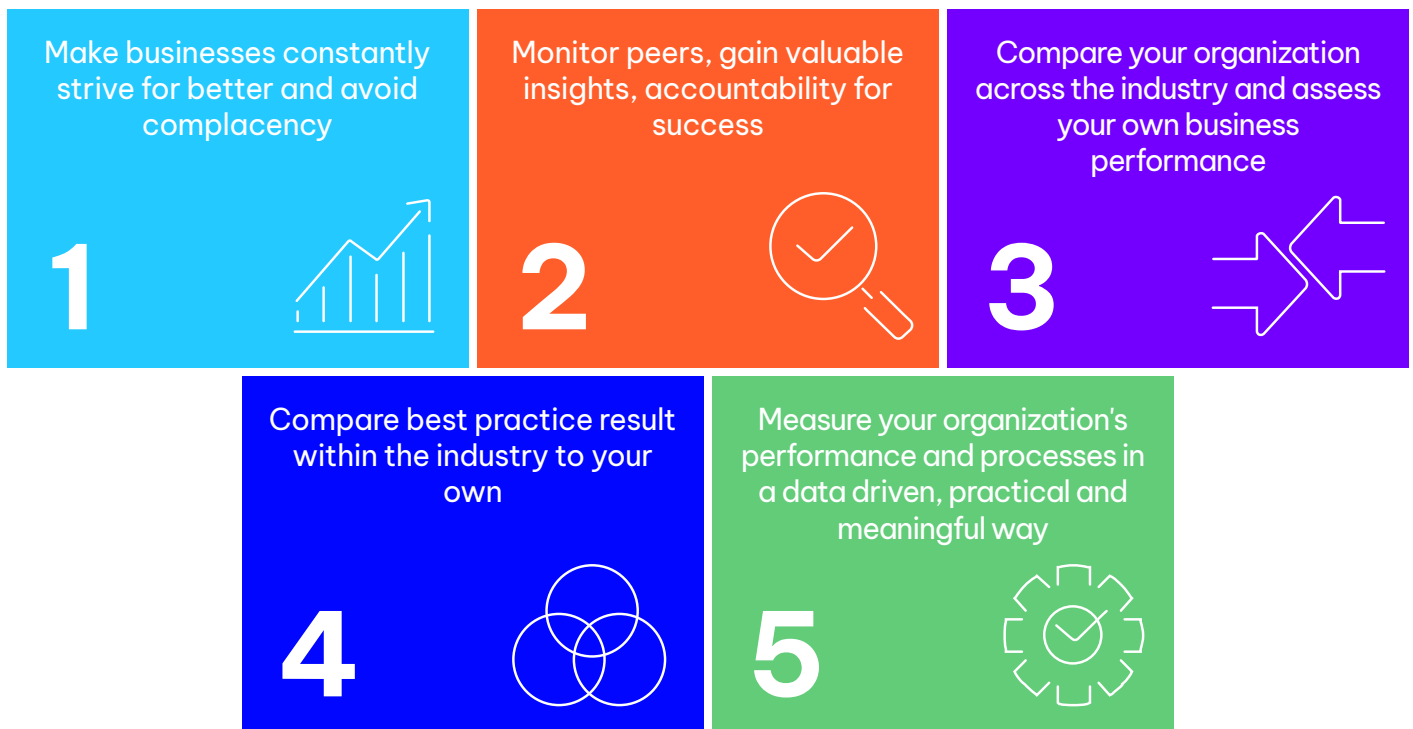 Make businesses constantly
strive for better and avoid
complacency
1
Monitor peers, gain valuable
insights, accountability for
success
2
Compare your organization
across the industry and assess
your own business
performance
3
Compare best practice result
within the industry to your
own
4
Measure your organization's
performance and processes in
a data driven, practical and
meaningful way
5